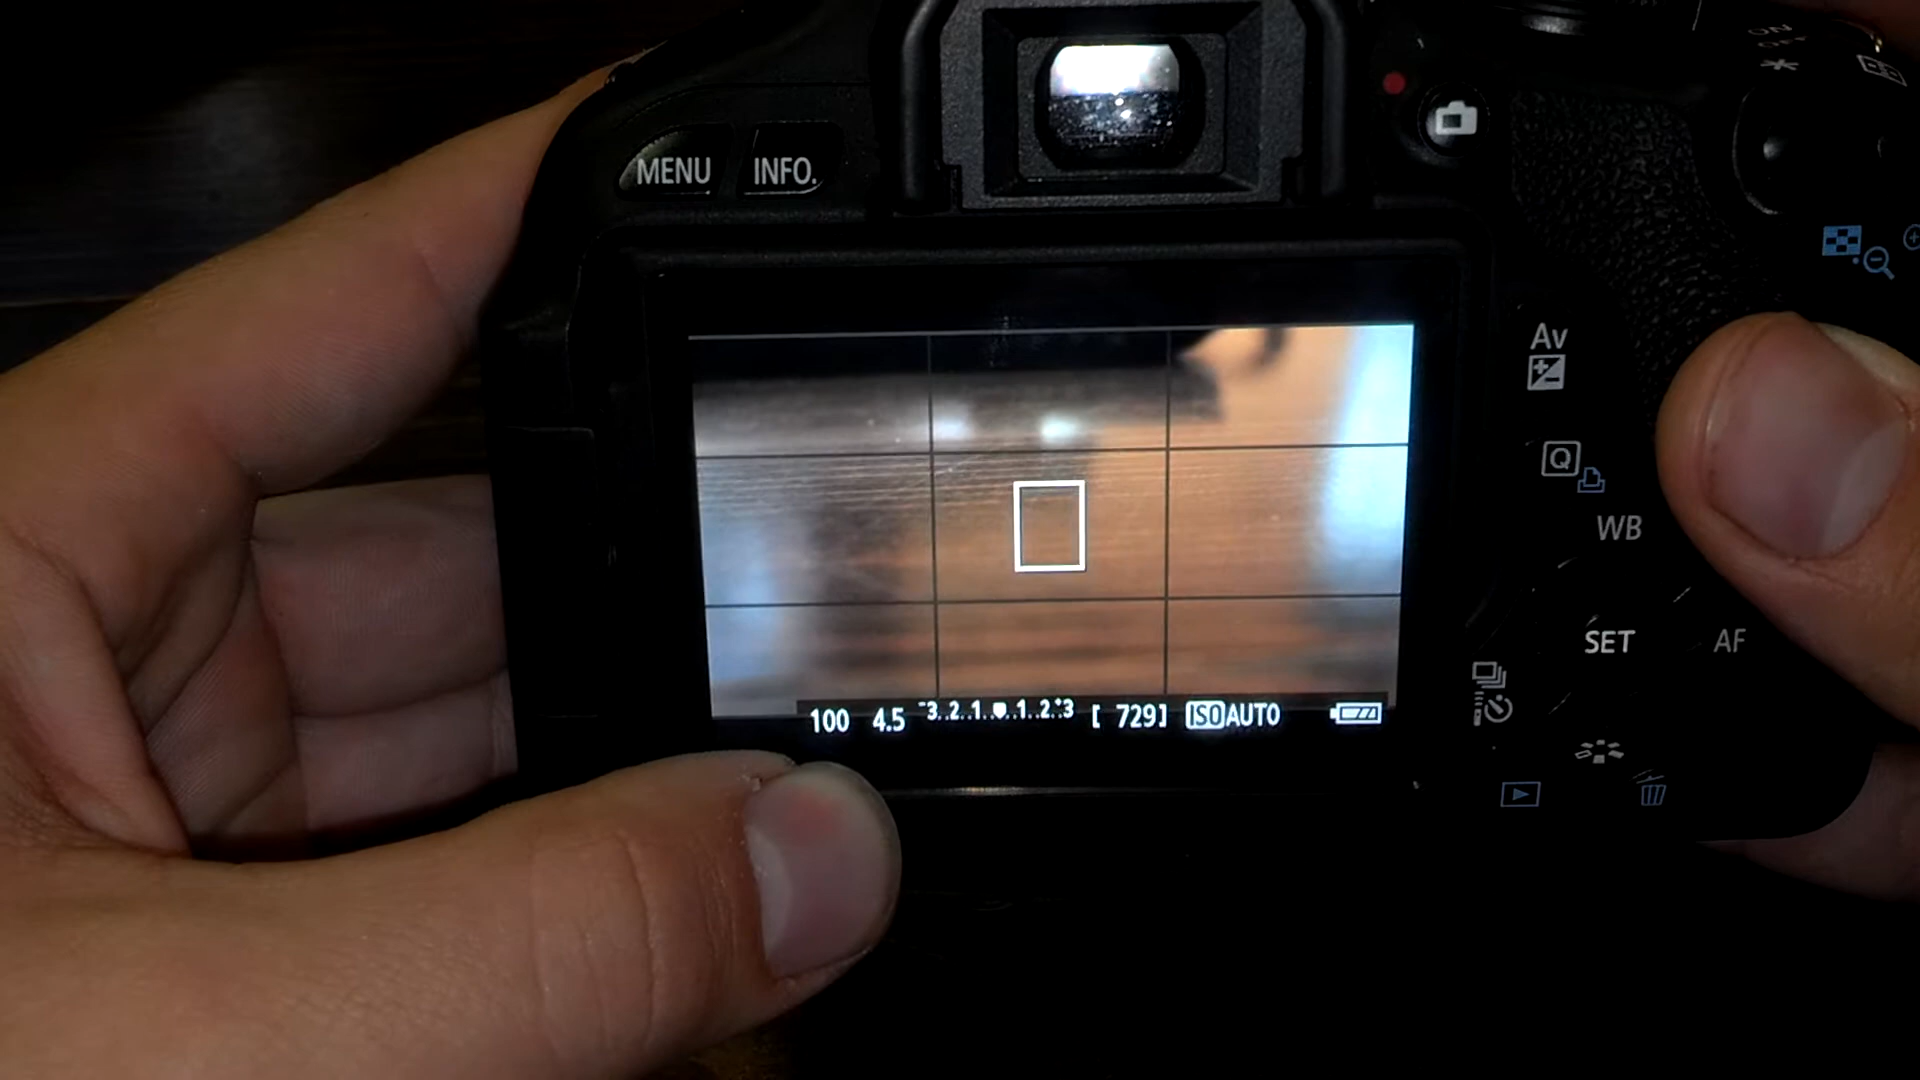 MENU INFO.
Av
Q
WB
SET AF
100 4.5 -3..2..1..0..1..2..+3 [ 729] ISO AUTO